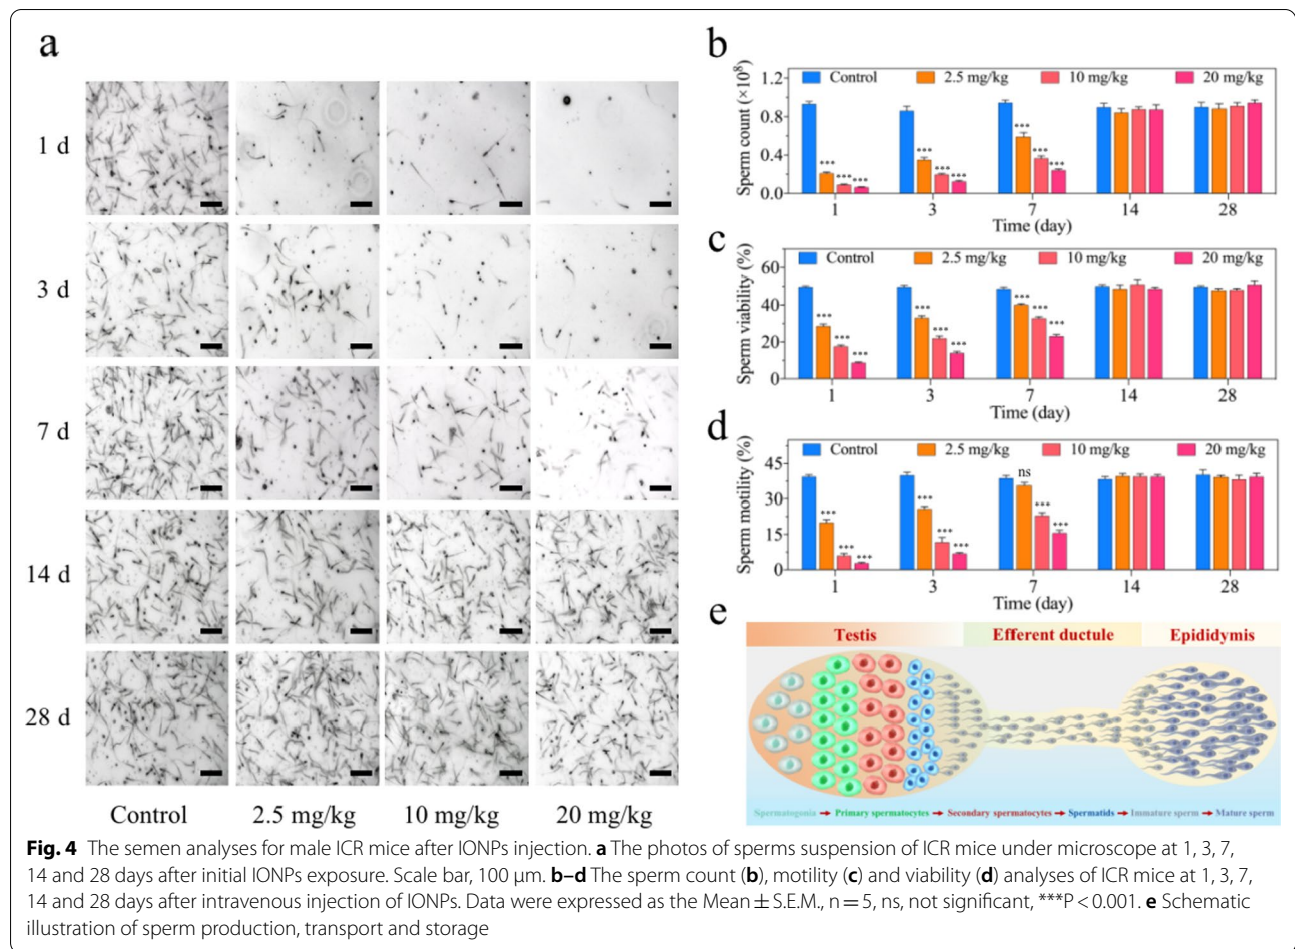 a
1 d
3 d
7 d
14 d
28 d
Control 2.5 mg/kg 10 mg/kg 20 mg/kg
b
Control 2.5 mg/kg 10 mg/kg 20 mg/kg
Sperm count (×10⁸)
1.2
0.8
0.4
0.0
*** *** ***
*** *** ***
*** *** ***
1 3 7 14 28
Time (day)
c
Control 2.5 mg/kg 10 mg/kg 20 mg/kg
Sperm viability (%)
60
40
20
0
*** *** ***
*** *** ***
*** *** ***
1 3 7 14 28
Time (day)
d
Control 2.5 mg/kg 10 mg/kg 20 mg/kg
Sperm motility (%)
45
30
15
0
*** *** ***
*** *** ***
ns *** ***
1 3 7 14 28
Time (day)
e
Testis Efferent ductule Epididymis
Spermatogonia → Primary spermatocytes → Secondary spermatocytes → Spermatids → Immature sperm → Mature sperm
Fig. 4 The semen analyses for male ICR mice after IONPs injection. a The photos of sperms suspension of ICR mice under microscope at 1, 3, 7,
14 and 28 days after initial IONPs exposure. Scale bar, 100 μm. b–d The sperm count (b), motility (c) and viability (d) analyses of ICR mice at 1, 3, 7,
14 and 28 days after intravenous injection of IONPs. Data were expressed as the Mean ± S.E.M., n = 5, ns, not significant, ***P < 0.001. e Schematic
illustration of sperm production, transport and storage